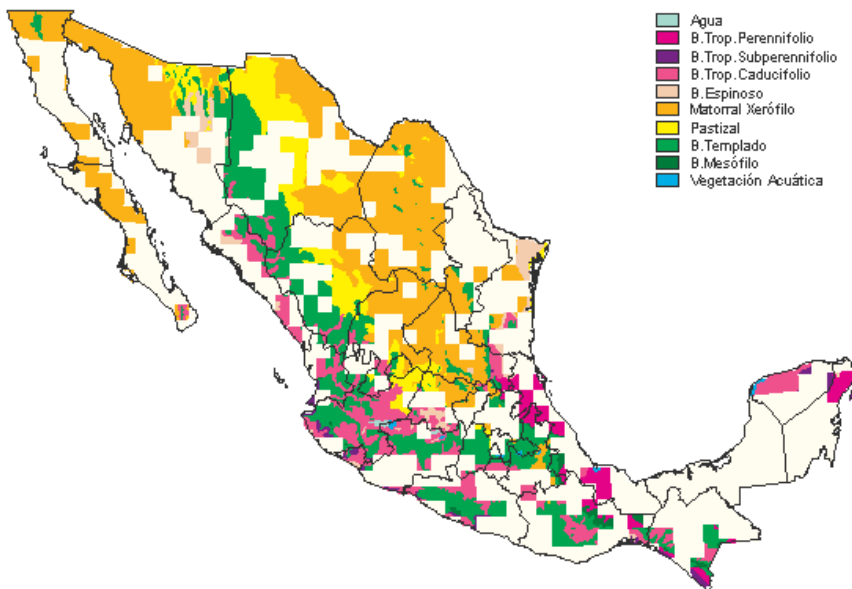 Agua
B.Trop.Perennifolio
B.Trop.Subperennifolio
B.Trop.Caducifolio
B.Espinoso
Matorral Xerófilo
Pastizal
B.Templado
B.Mesófilo
Vegetación Acuática